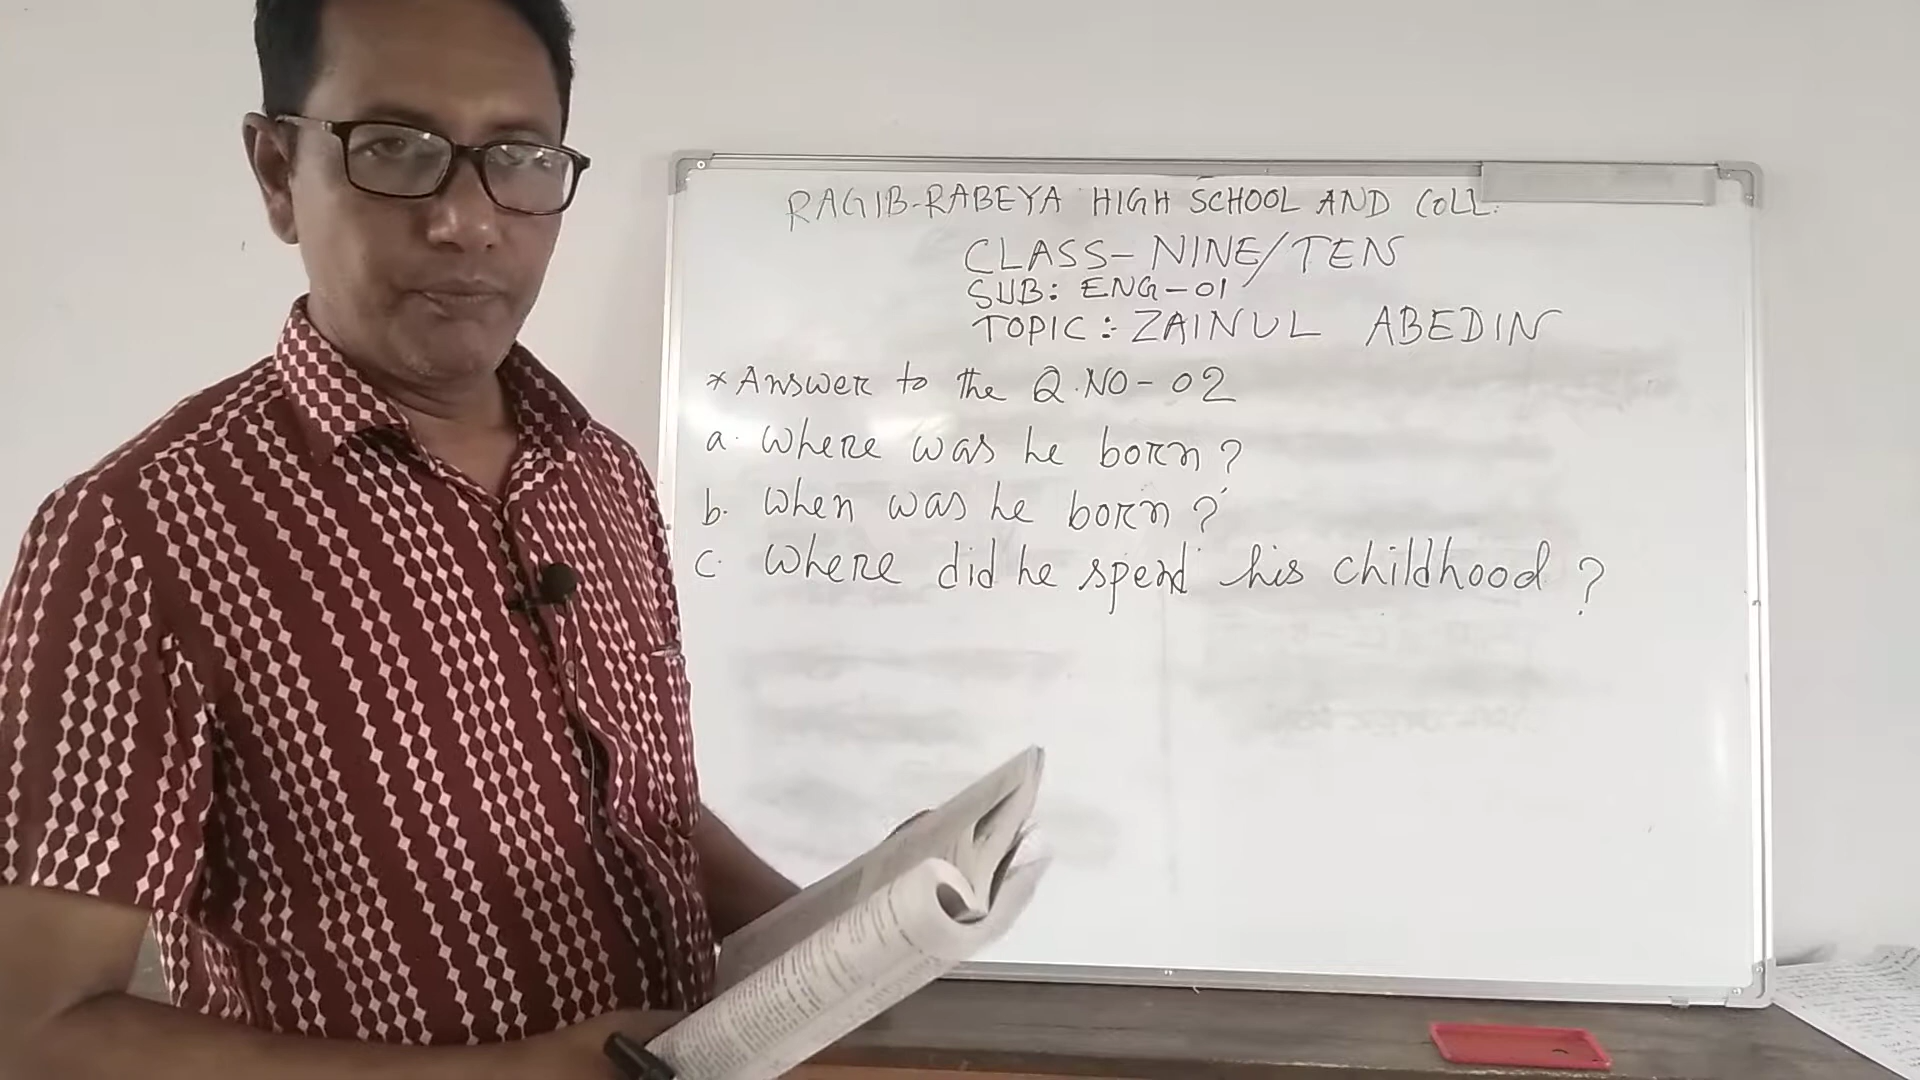 RAGIB-RABEYA HIGH SCHOOL AND COLL:
CLASS-NINE/TEN
SUB: ENG-01
TOPIC: ZAINUL ABEDIN
* Answer to the Q.NO-02
a. Where was he born?
b. When was he born?
c. Where did he spend his childhood?